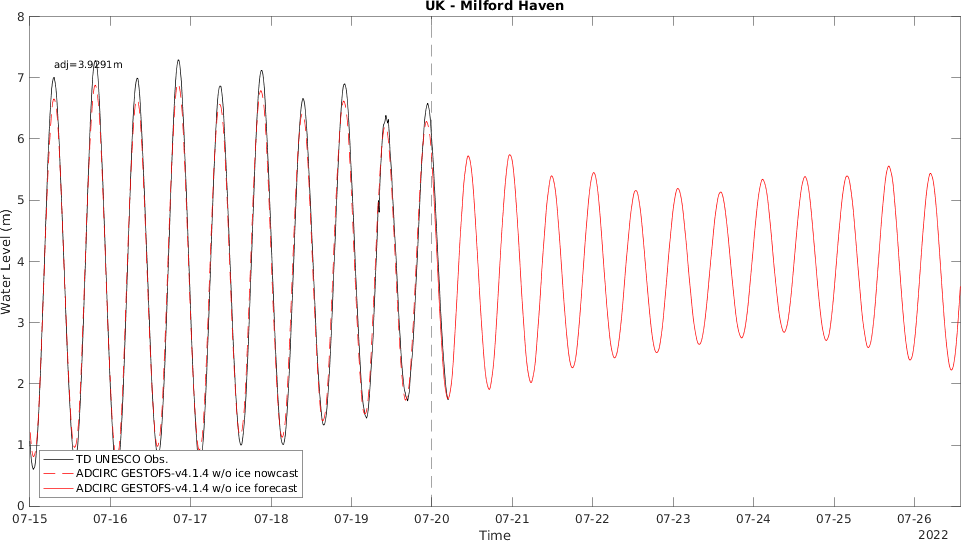 UK - Milford Haven
adj=3.9291m
Water Level (m)
8
7
6
5
4
3
2
1
0
TD UNESCO Obs.
ADCIRC GESTOFS-v4.1.4 w/o ice nowcast
ADCIRC GESTOFS-v4.1.4 w/o ice forecast
07-15 07-16 07-17 07-18 07-19 07-20 07-21 07-22 07-23 07-24 07-25 07-26
Time
2022